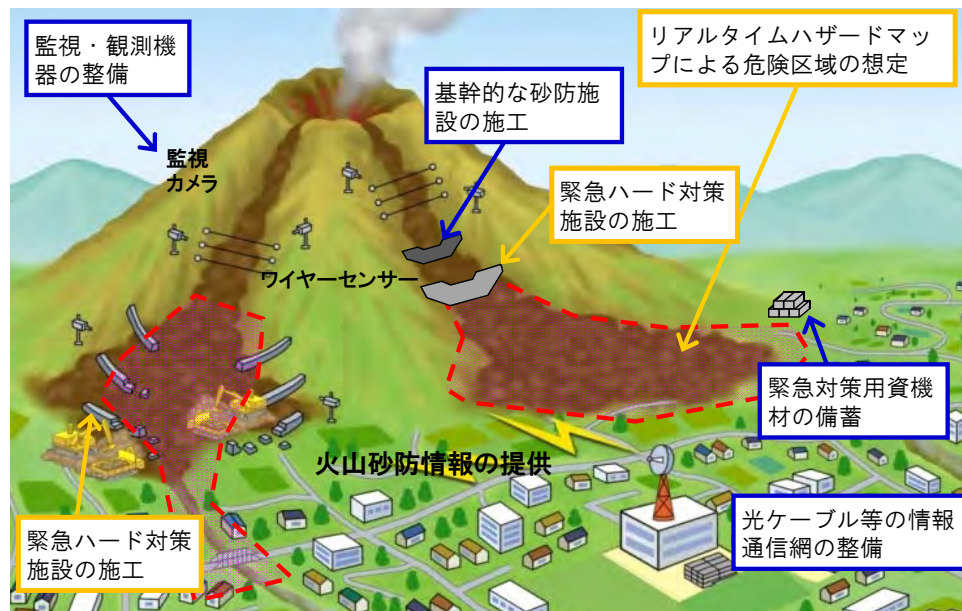 監視・観測機
器の整備
リアルタイムハザードマッ
プによる危険区域の想定
基幹的な砂防施
設の施工
監視
カメラ
緊急ハード対策
施設の施工
ワイヤーセンサー
緊急対策用資機
材の備蓄
火山砂防情報の提供
光ケーブル等の情報
通信網の整備
緊急ハード対策
施設の施工